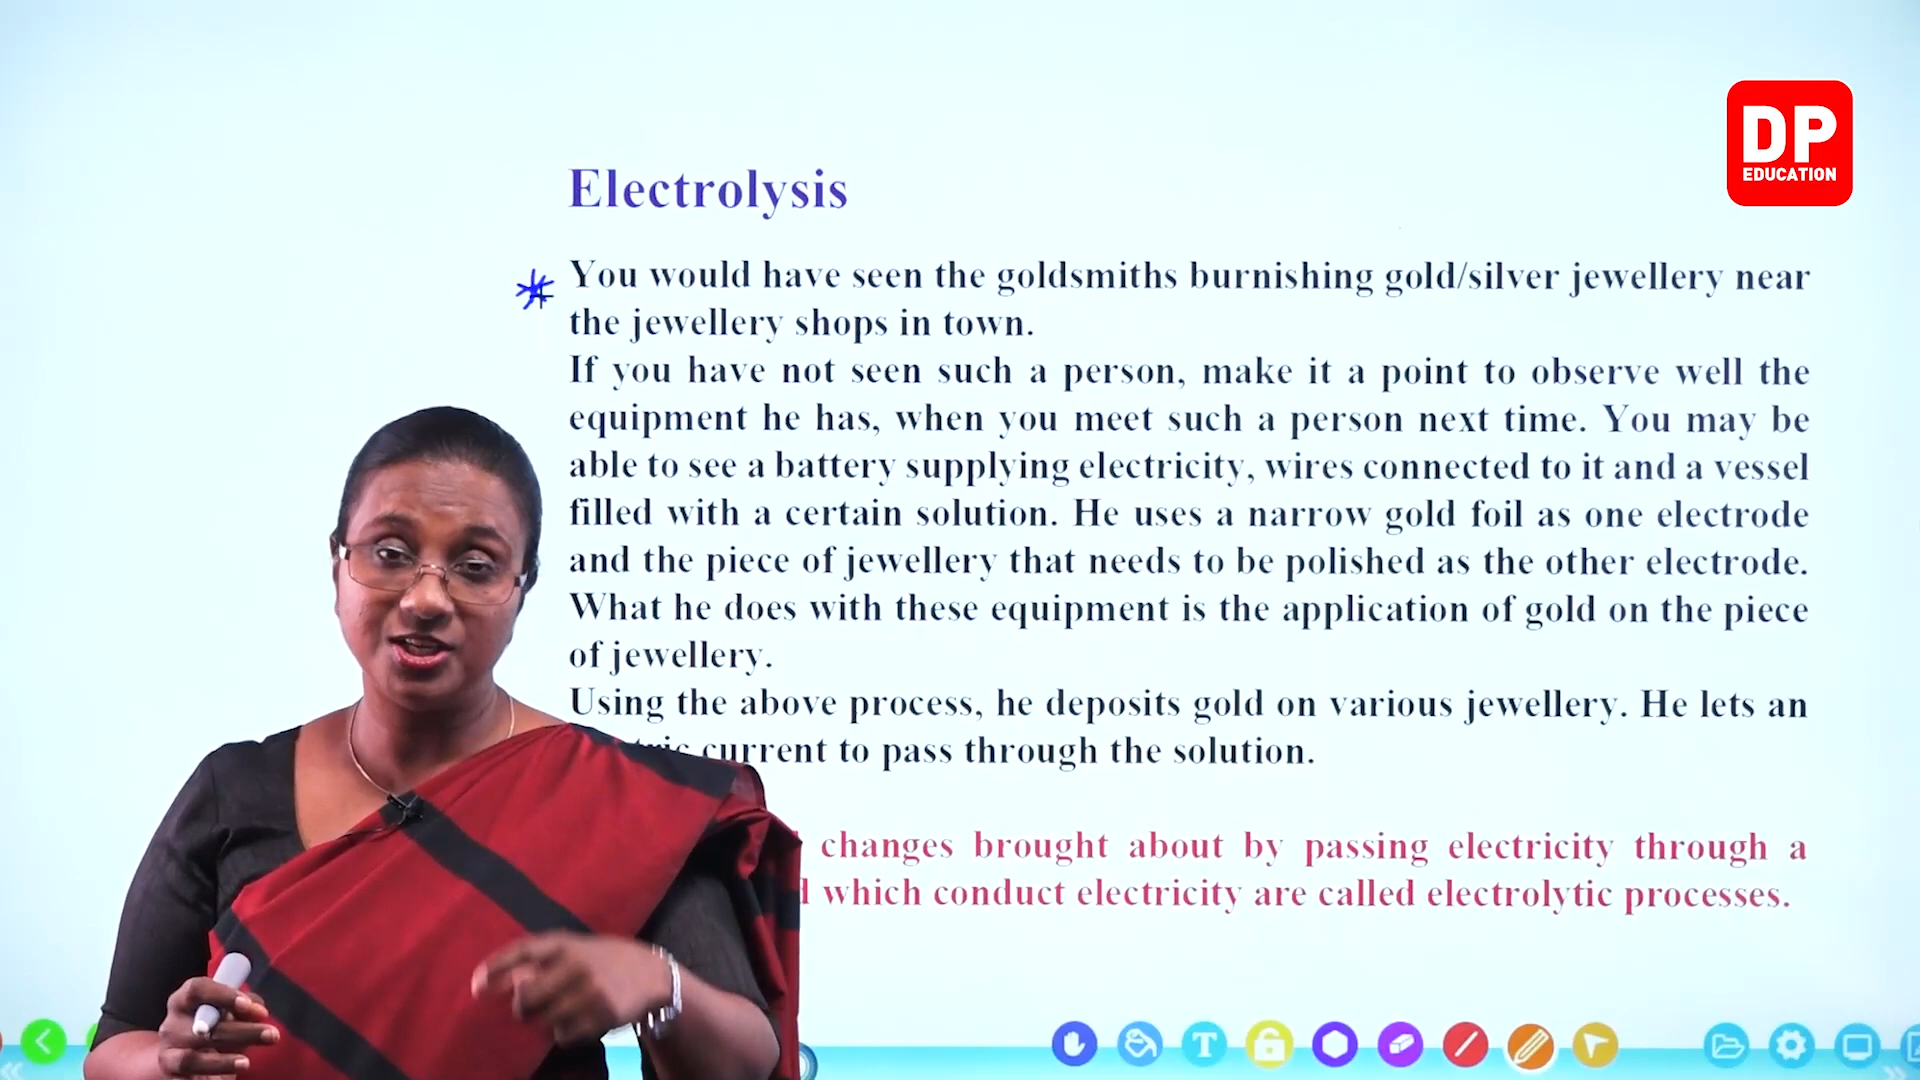 DP
EDUCATION
Electrolysis
You would have seen the goldsmiths burnishing gold/silver jewellery near
the jewellery shops in town.
If you have not seen such a person, make it a point to observe well the
equipment he has, when you meet such a person next time. You may be
able to see a battery supplying electricity, wires connected to it and a vessel
filled with a certain solution. He uses a narrow gold foil as one electrode
and the piece of jewellery that needs to be polished as the other electrode.
What he does with these equipment is the application of gold on the piece
of jewellery.
Using the above process, he deposits gold on various jewellery. He lets an
current to pass through the solution.
changes brought about by passing electricity through a
which conduct electricity are called electrolytic processes.
T